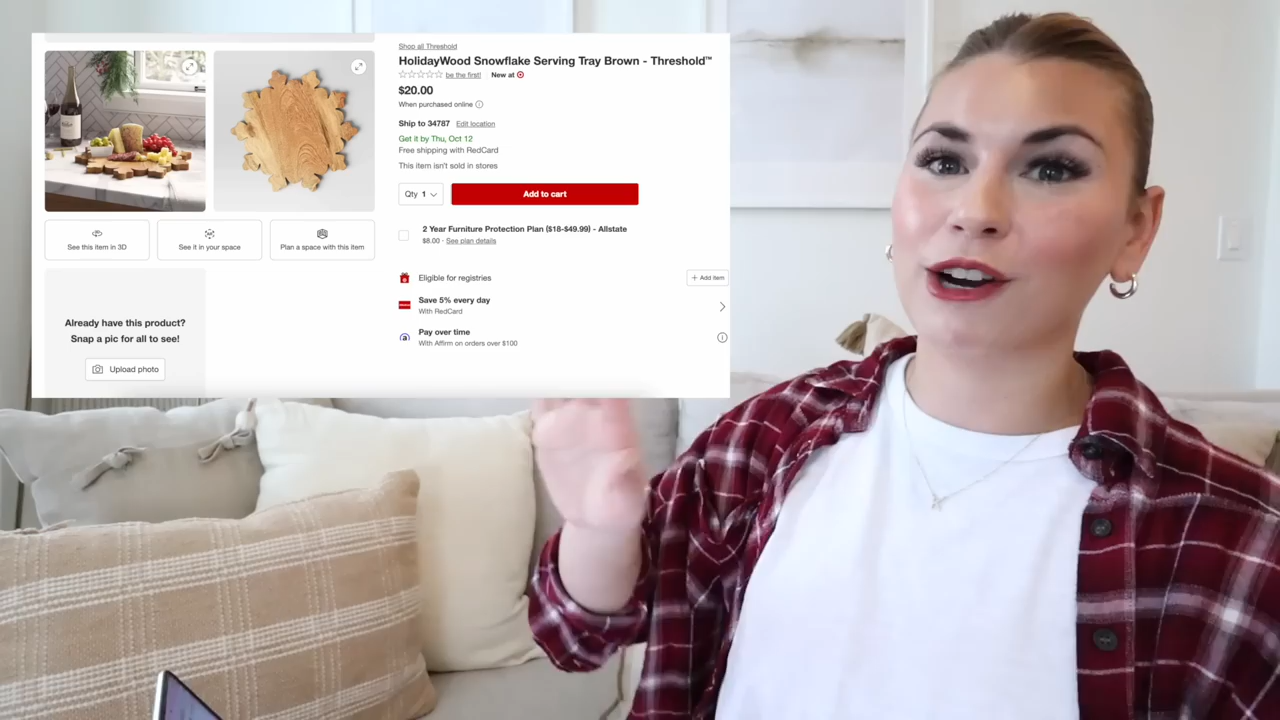 Shop all Threshold
HolidayWood Snowflake Serving Tray Brown - Threshold™
be the first!
New at
$20.00
When purchased online
Ship to 34787 Edit location
Get it by Thu, Oct 12
Free shipping with RedCard
This item isn't sold in stores
Qty 1
Add to cart
2 Year Furniture Protection Plan ($18-$49.99) - Allstate
$8.00 · See plan details
Eligible for registries
+ Add Item
Save 5% every day
With RedCard
Pay over time
With Affirm on orders over $100
See this item in 3D
See it in your space
Plan a space with this item
Already have this product?
Snap a pic for all to see!
Upload photo